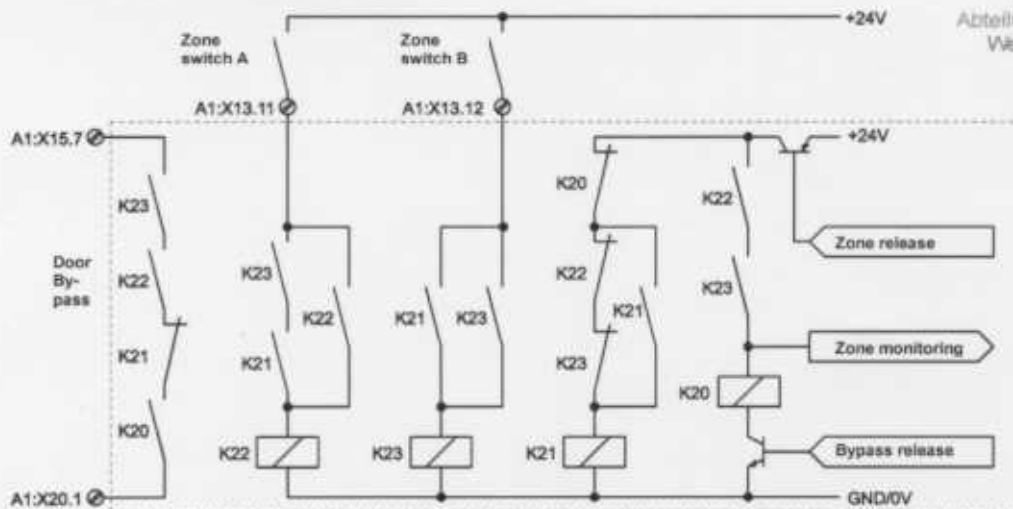 +24V
Zone
switch A
Zone
switch B
A1:X13.11
A1:X13.12
A1:X15.7
+24V
K20
K22
K23
Zone release
Door
By-
pass
K22
K23
K22
K23
K22
K21
K23
K21
K21
K21
K23
Zone monitoring
K20
K20
K22
K23
K21
Bypass release
A1:X20.1
GND/0V